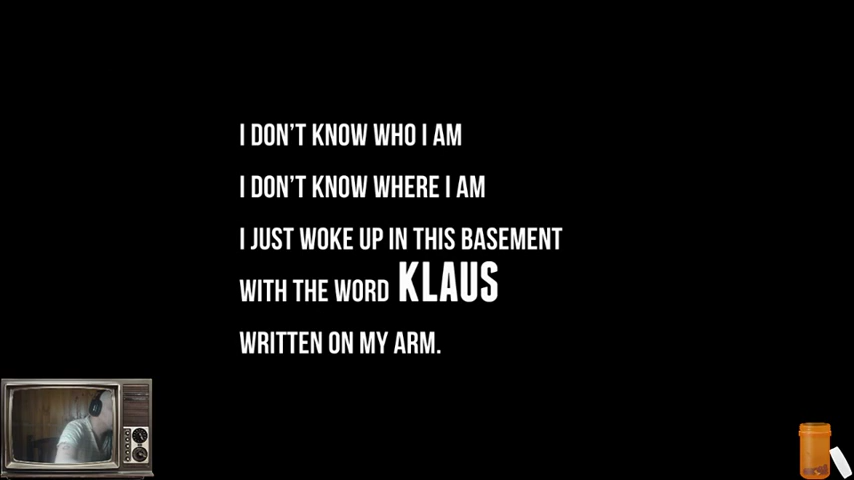 I DON'T KNOW WHO I AM
I DON'T KNOW WHERE I AM
I JUST WOKE UP IN THIS BASEMENT
WITH THE WORD KLAUS
WRITTEN ON MY ARM.